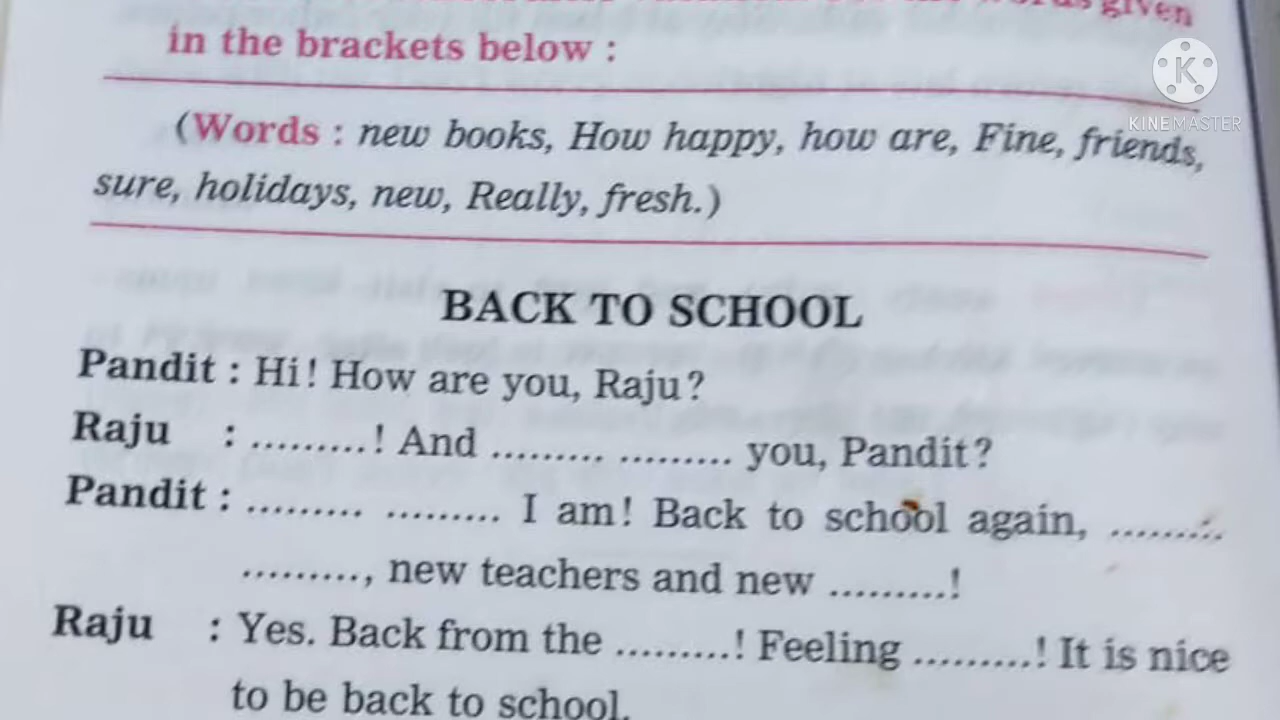 given
in the brackets below :
K
KINEMASTER
(Words : new books, How happy, how are, Fine, friends,
sure, holidays, new, Really, fresh.)
BACK TO SCHOOL
Pandit : Hi! How are you, Raju?
Raju : .........! And ......... ......... you, Pandit?
Pandit : ......... ......... I am! Back to school again, .........
........., new teachers and new .........!
Raju : Yes. Back from the .........! Feeling .........! It is nice
to be back to school.